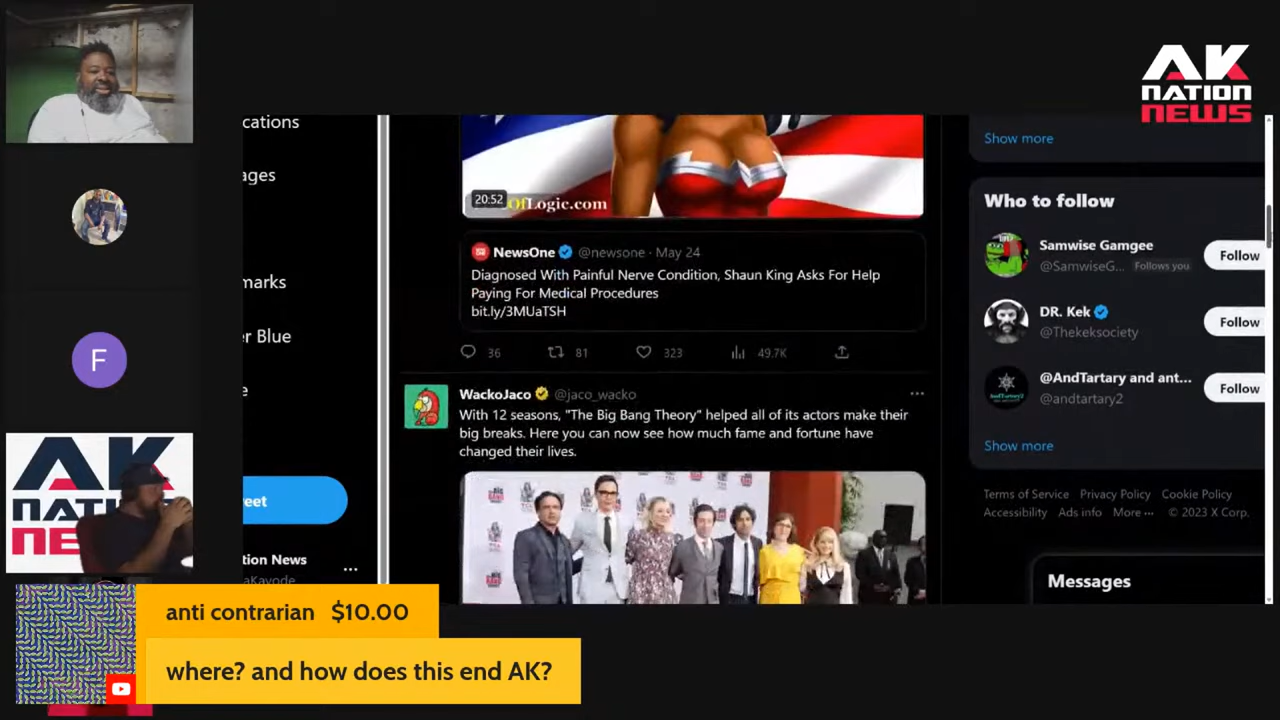 AK
NATION
NEWS
cations
ages
marks
er Blue
e
eet
tion News
aKayode
20:52
OfLogic.com
NewsOne @newsone · May 24
Diagnosed With Painful Nerve Condition, Shaun King Asks For Help
Paying For Medical Procedures
bit.ly/3MUaTSH
36 81 323 49.7K
WackoJaco @jaco_wacko
With 12 seasons, "The Big Bang Theory" helped all of its actors make their
big breaks. Here you can now see how much fame and fortune have
changed their lives.
Show more
Who to follow
Samwise Gamgee
@SamwiseG... Follows you
Follow
DR. Kek
@Thekeksociety
Follow
@AndTartary and ant...
@andtartary2
Follow
Show more
Terms of Service Privacy Policy Cookie Policy
Accessibility Ads info More ··· © 2023 X Corp.
Messages
F
AK
NAT
NE
anti contrarian $10.00
where? and how does this end AK?